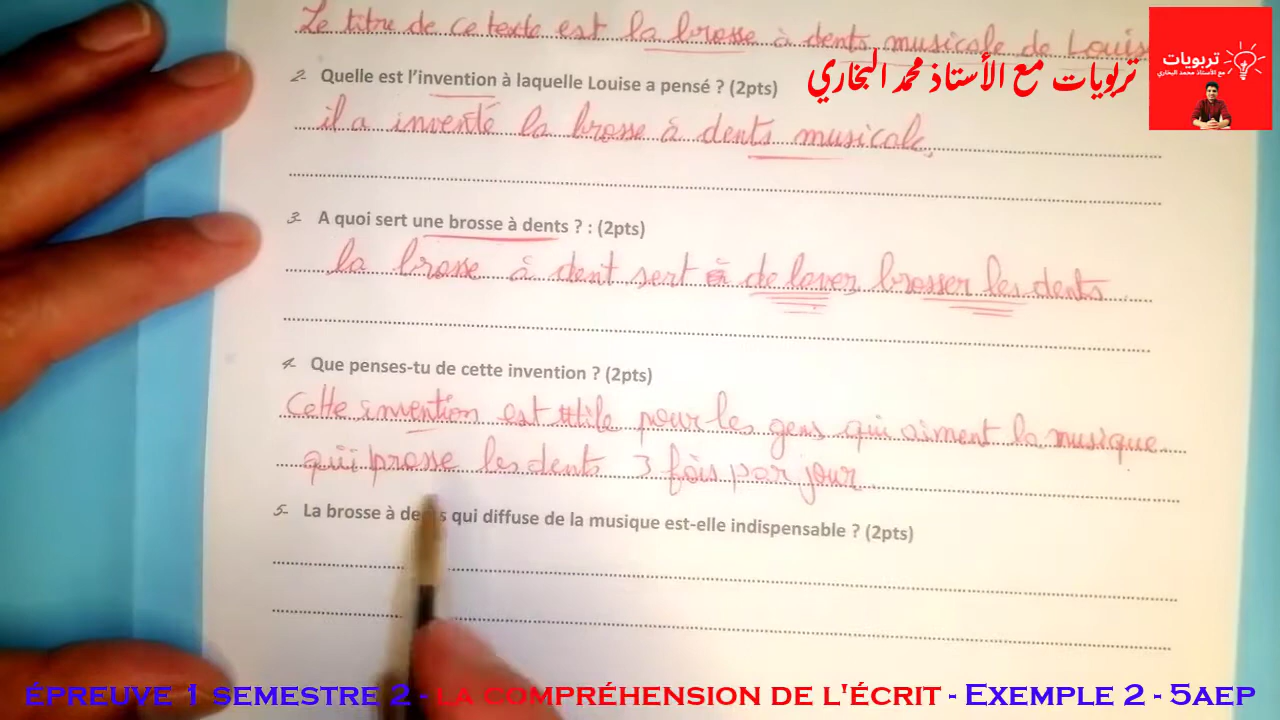 Le titre de ce texte est la brosse à dents musicale de Louise
تربويات
مع الأستاذ محمد البخاري
تربويات مع الأستاذ محمد البخاري
2. Quelle est l'invention à laquelle Louise a pensé ? (2pts)
il a inventé la brosse à dents musicale,
3. A quoi sert une brosse à dents ? : (2pts)
la brosse à dent sert à de laver brosser les dents
4. Que penses-tu de cette invention ? (2pts)
Cette invention est utile pour les gens qui aiment la musique
qui brosse les dents 3 fois par jour.
5- La brosse à dents qui diffuse de la musique est-elle indispensable ? (2pts)
épreuve 1 semestre 2 - la compréhension de l'écrit - Exemple 2 - 5aep